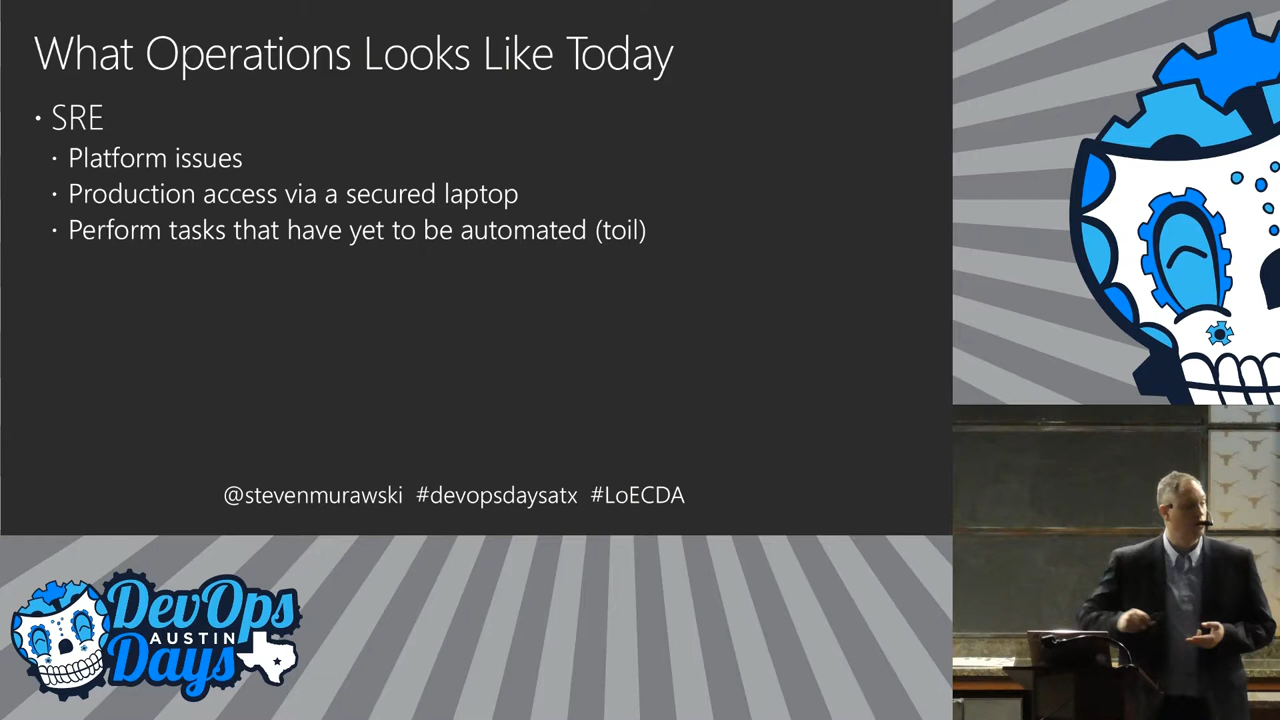 What Operations Looks Like Today
· SRE
· Platform issues
· Production access via a secured laptop
· Perform tasks that have yet to be automated (toil)
@stevenmurawski #devopsdaysatx #LoECDA
DevOps
AUSTIN
Days